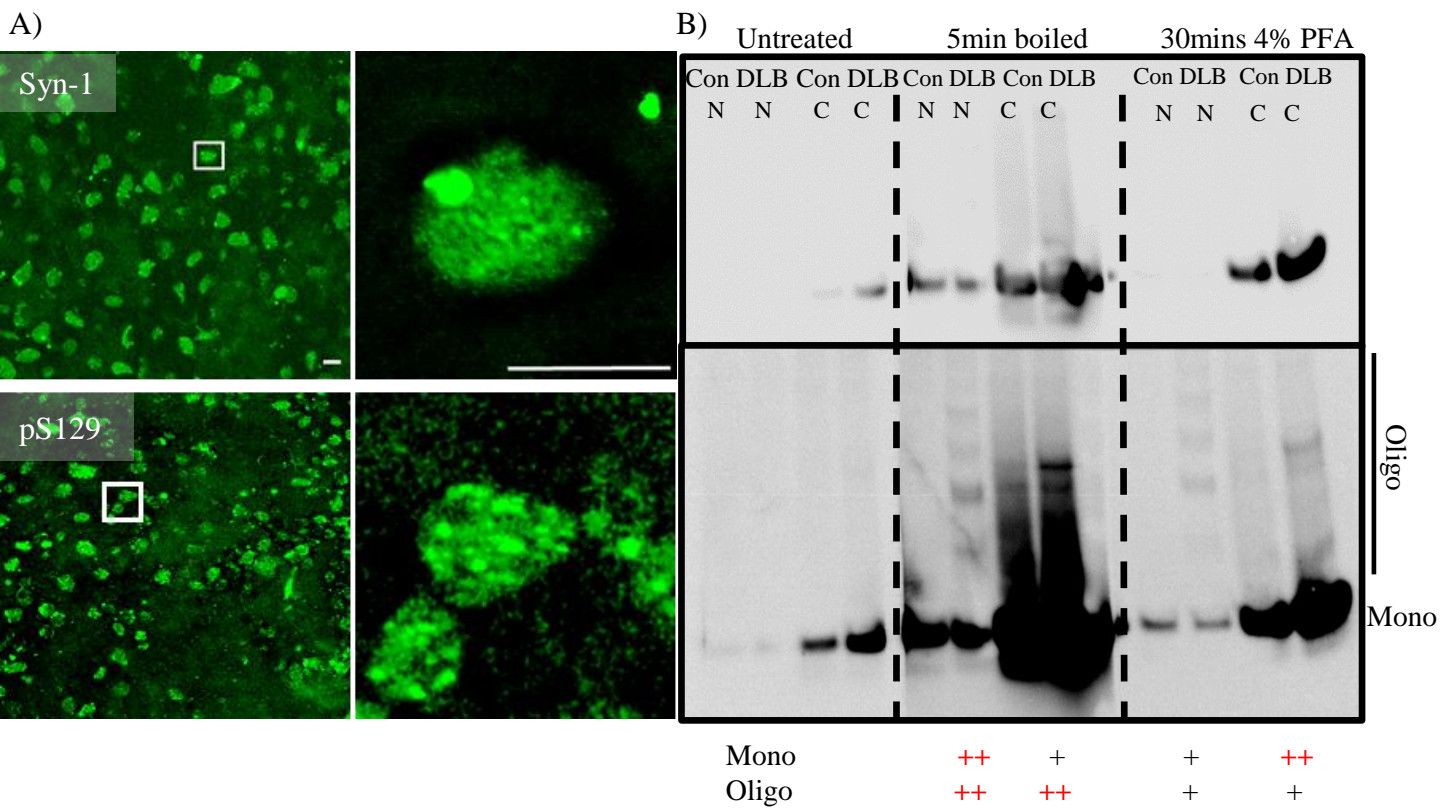 A)
Syn-1
pS129
B)
Untreated 5min boiled 30mins 4% PFA
Con DLB Con DLB Con DLB Con DLB Con DLB Con DLB
N N C C N N C C N N C C
Oligo
Mono
Mono ++ + + ++
Oligo ++ ++ + +